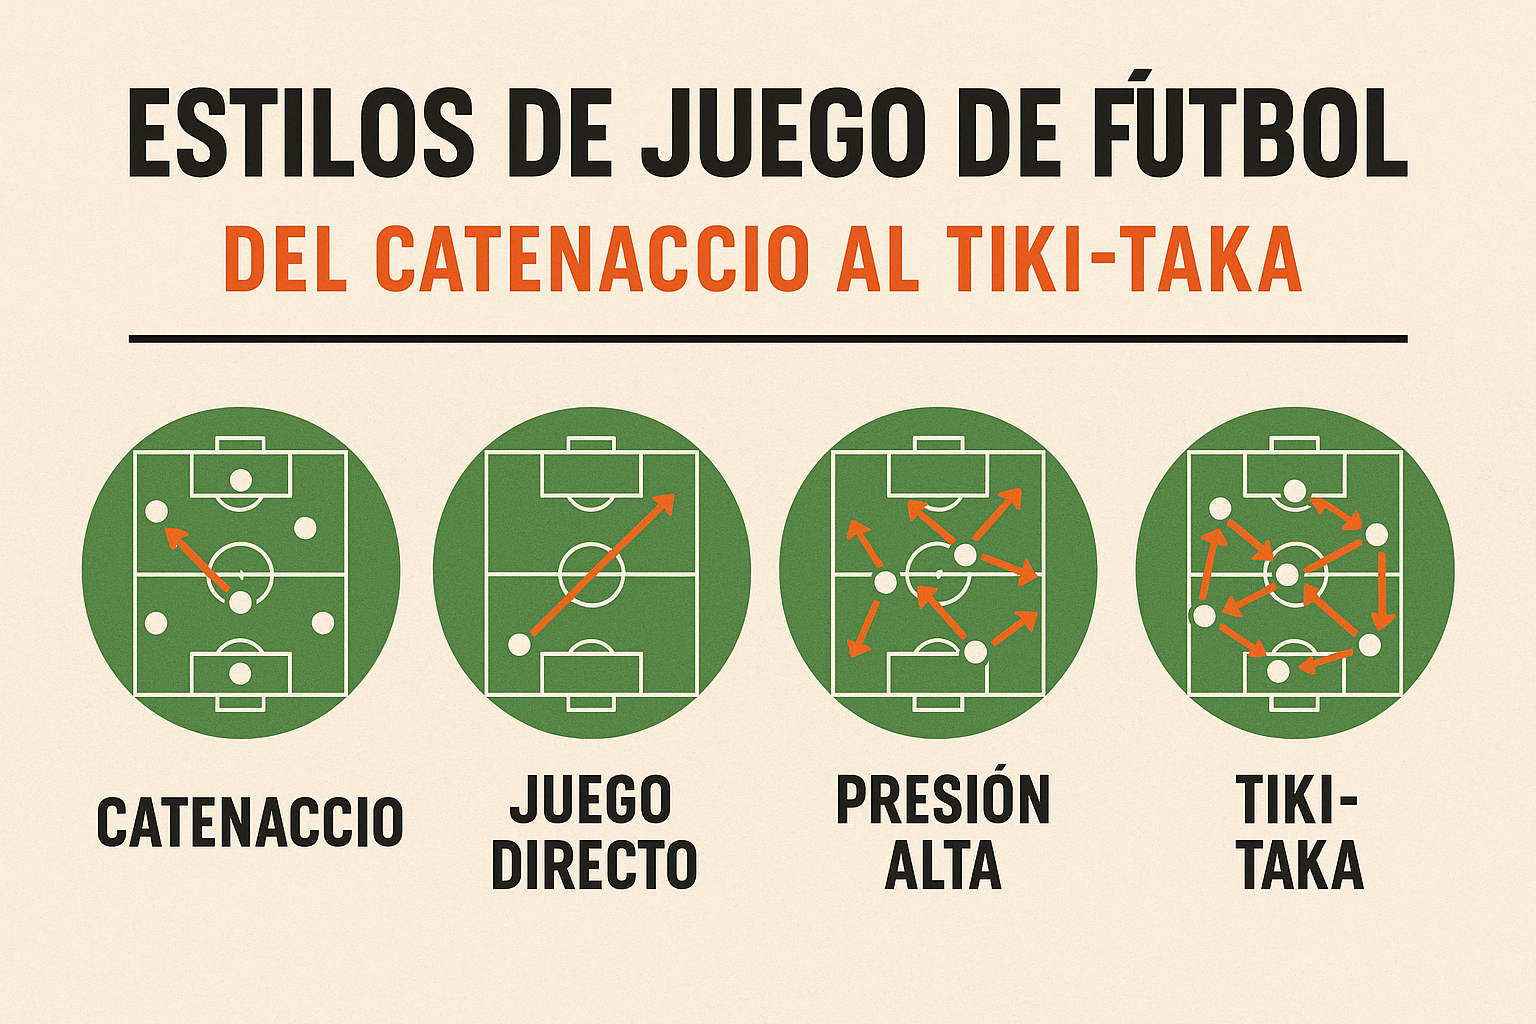 ESTILOS DE JUEGO DE FÚTBOL
DEL CATENACCIO AL TIKI-TAKA
CATENACCIO
JUEGO
DIRECTO
PRESIÓN
ALTA
TIKI-
TAKA